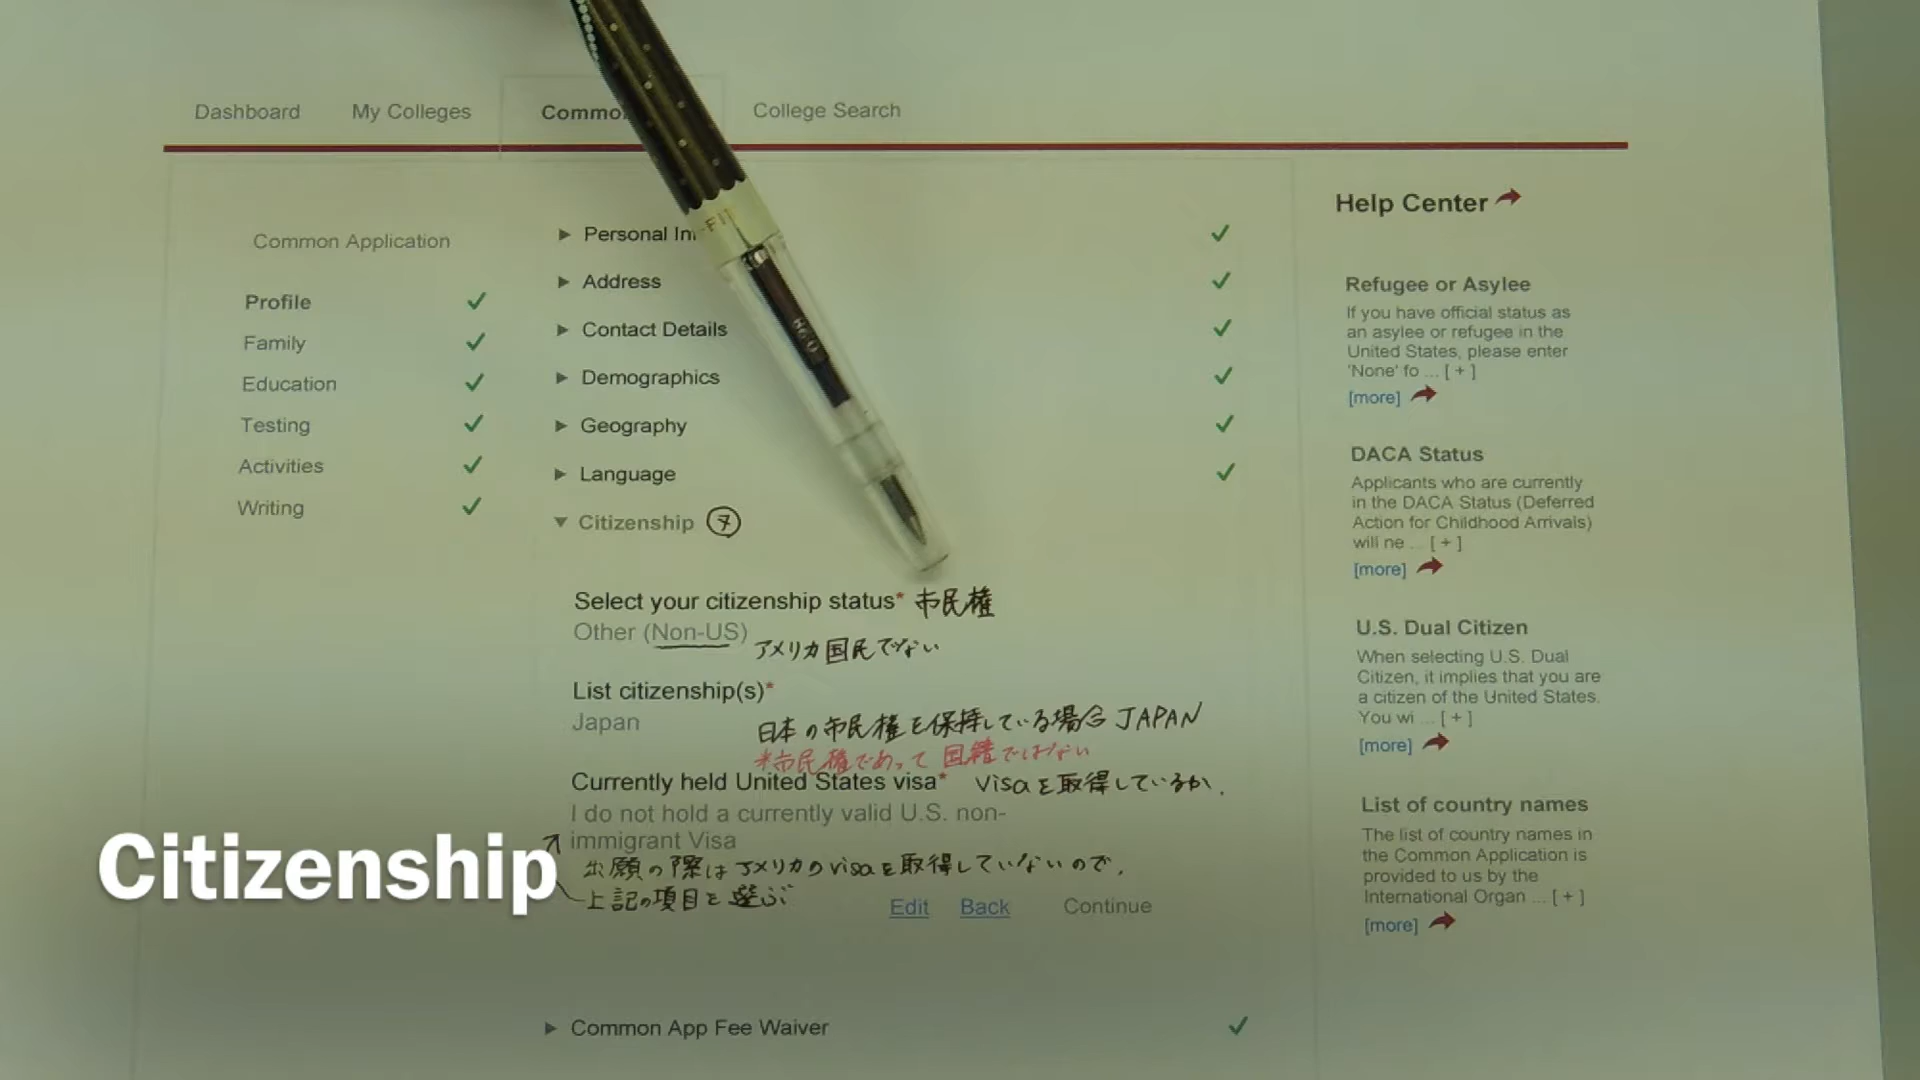 Dashboard
My Colleges
Commo
College Search
Common Application
Profile
Family
Education
Testing
Activities
Writing
Personal In
Address
Contact Details
Demographics
Geography
Language
Citizenship ⑦
Select your citizenship status* 市民権
Other (Non-US)
アメリカ国民でない
List citizenship(s)*
Japan
日本の市民権を保持している場合 JAPAN
*市民権であって 国籍ではない
Currently held United States visa* Visaを取得しているか.
I do not hold a currently valid U.S. non-
immigrant Visa
出願の際はアメリカのvisaを取得していないので,
上記の項目を選ぶ
Edit Back Continue
Common App Fee Waiver
Help Center
Refugee or Asylee
If you have official status as
an asylee or refugee in the
United States, please enter
'None' fo ... [ + ]
[more]
DACA Status
Applicants who are currently
in the DACA Status (Deferred
Action for Childhood Arrivals)
will ne ... [ + ]
[more]
U.S. Dual Citizen
When selecting U.S. Dual
Citizen, it implies that you are
a citizen of the United States.
You wi ... [ + ]
[more]
List of country names
The list of country names in
the Common Application is
provided to us by the
International Organ ... [ + ]
[more]
Citizenship